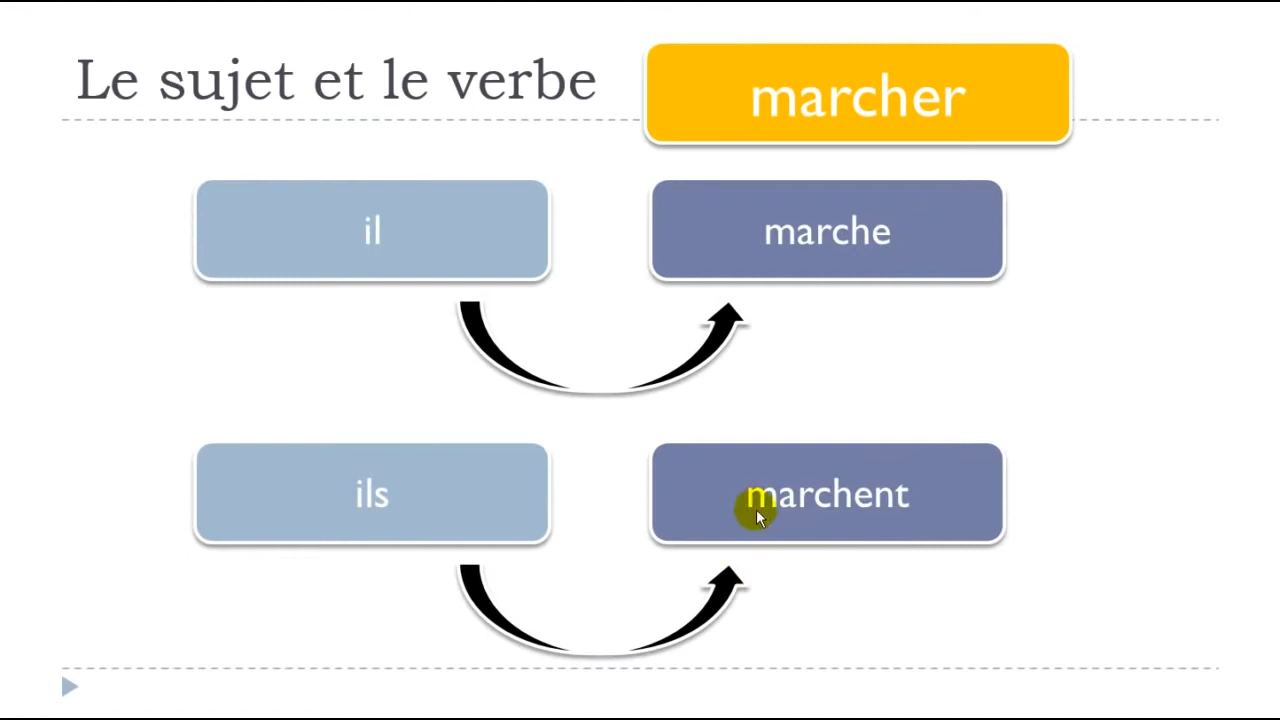 Le sujet et le verbe
marcher
il
marche
ils
marchent